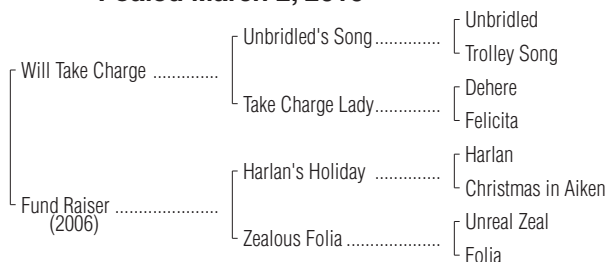 Foaled March 2,
Unbridled
Unbridled's Song..............
Trolley Song
Will Take Charge ..............
Dehere
Take Charge Lady..............
Felicita
Harlan
Harlan's Holiday ..............
Christmas in Aiken
Fund Raiser ......................
(2006)
Unreal Zeal
Zealous Folia ....................
Folia